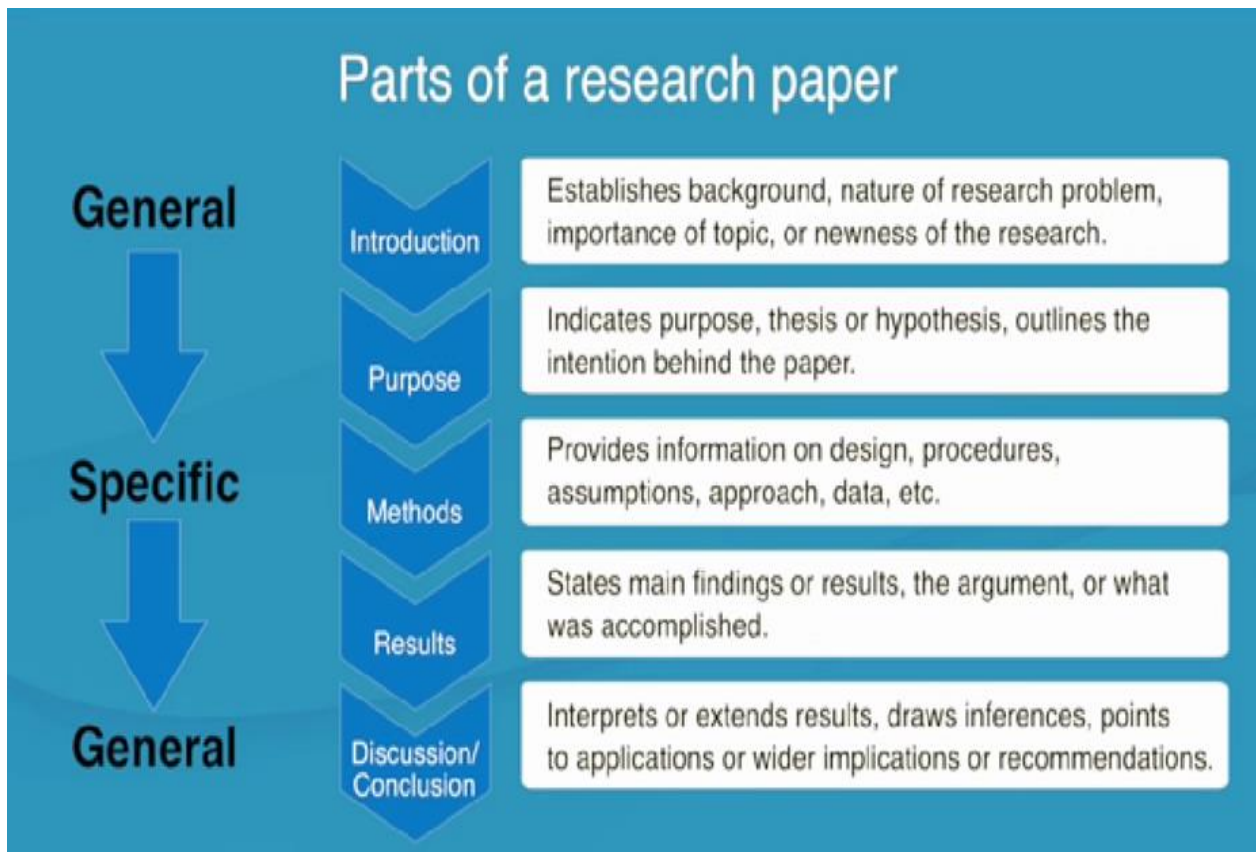 Parts of a research paper
General
Specific
General
Introduction
Establishes background, nature of research problem,
importance of topic, or newness of the research.
Purpose
Indicates purpose, thesis or hypothesis, outlines the
intention behind the paper.
Methods
Provides information on design, procedures,
assumptions, approach, data, etc.
Results
States main findings or results, the argument, or what
was accomplished.
Discussion/
Conclusion
Interprets or extends results, draws inferences, points
to applications or wider implications or recommendations.